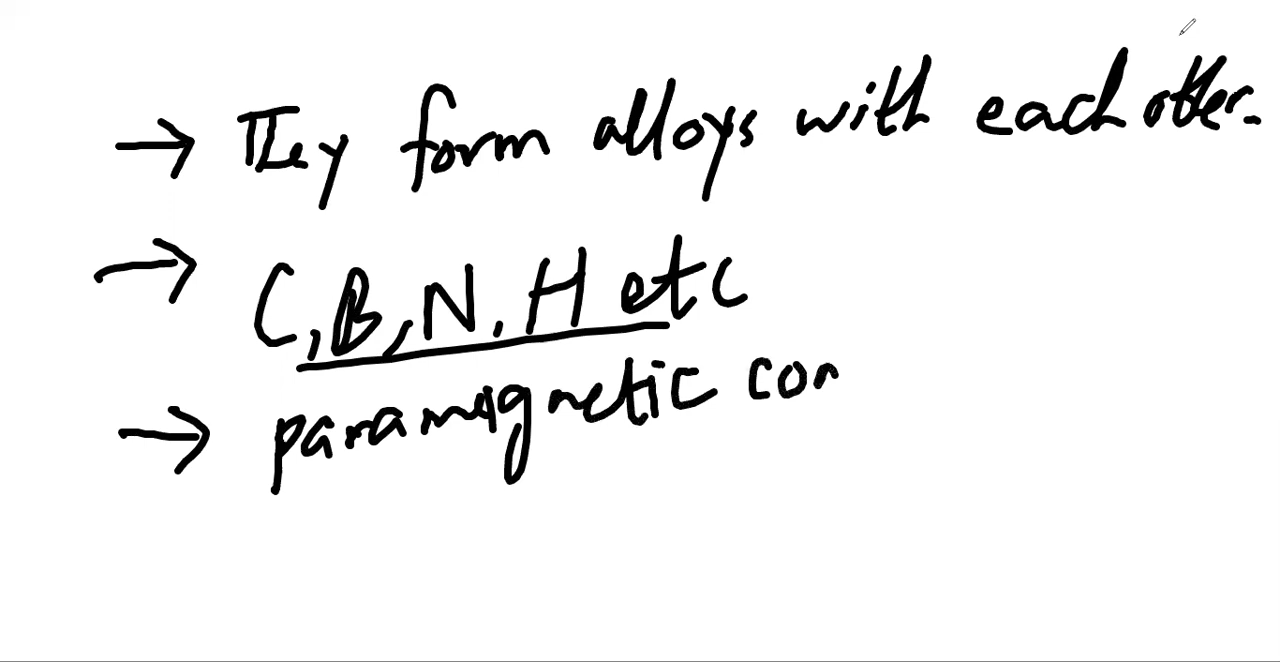 → They form alloys with each other.
→ C, B, N, H etc
→ paramagnetic con